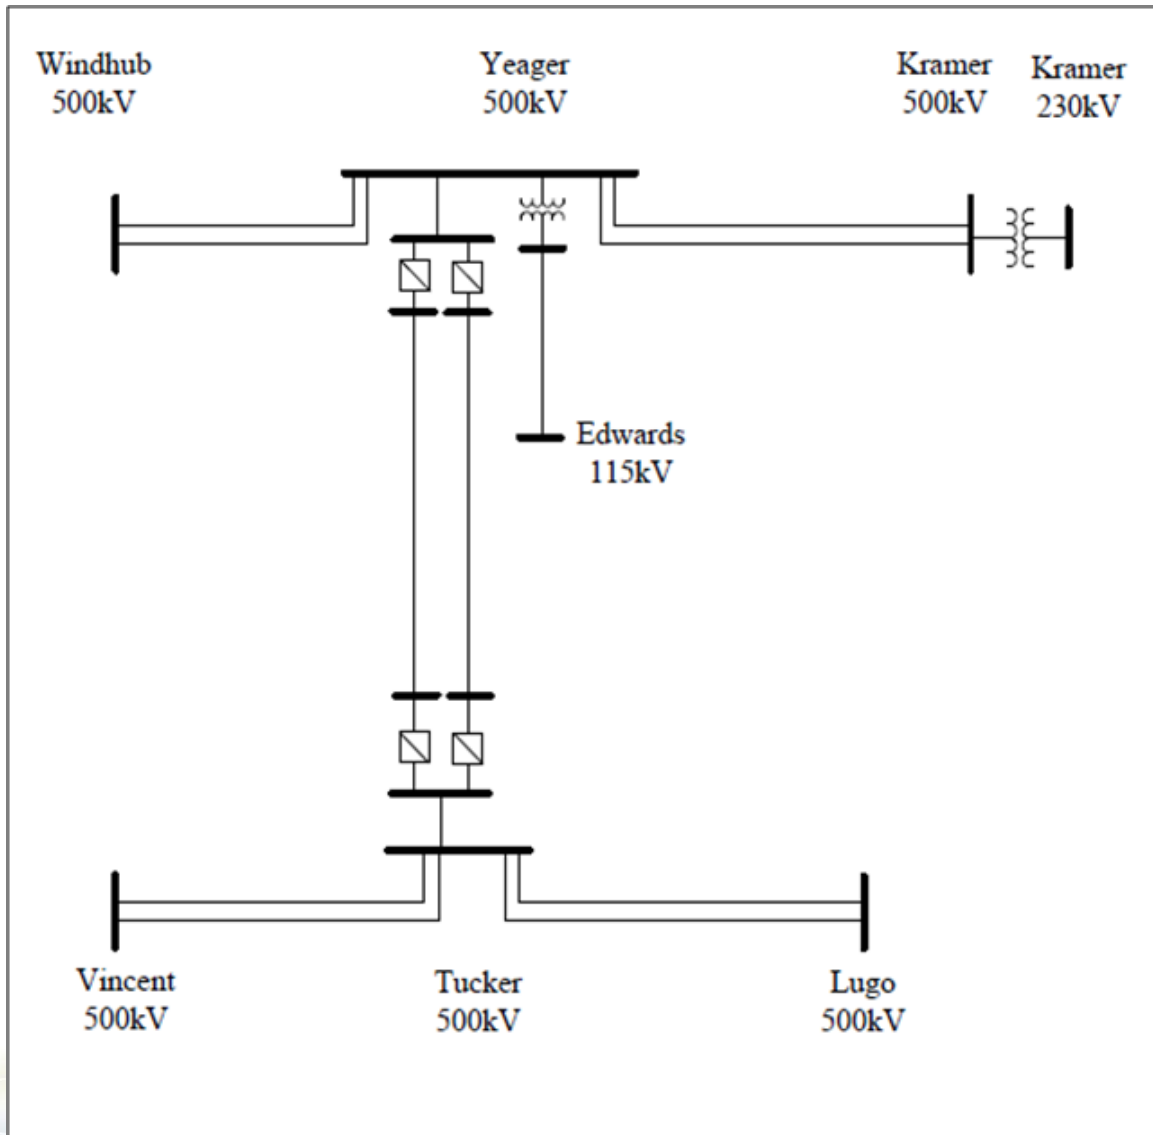 Windhub
500kV
Yeager
500kV
Kramer
500kV
Kramer
230kV
Edwards
115kV
Vincent
500kV
Tucker
500kV
Lugo
500kV